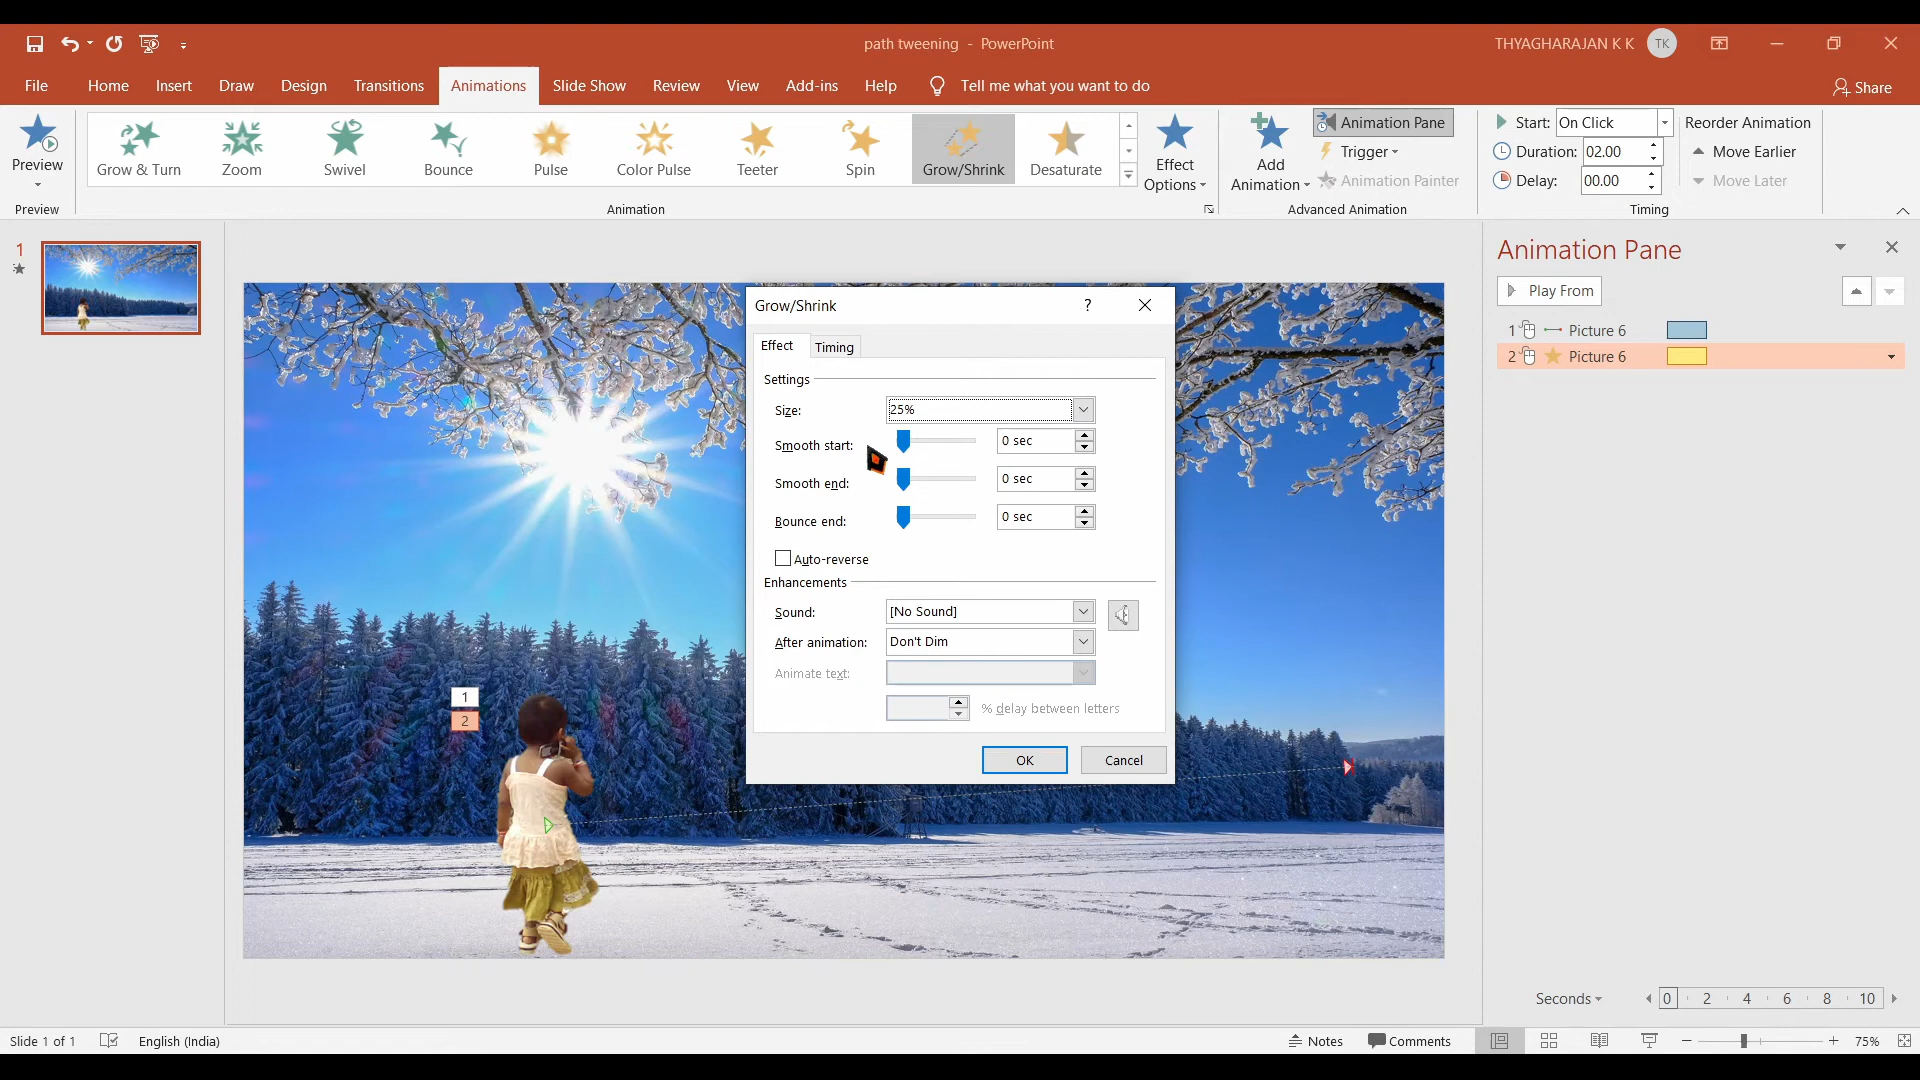 path tweening - PowerPoint
THYAGHARAJAN K K TK
File Home Insert Draw Design Transitions Animations Slide Show Review View Add-ins Help Tell me what you want to do Share
Preview
Preview
Grow & Turn Zoom Swivel Bounce Pulse Color Pulse Teeter Spin Grow/Shrink Desaturate
Animation
Effect
Options
Add
Animation
Animation Pane
Trigger
Animation Painter
Advanced Animation
Start: On Click
Duration: 02.00
Delay: 00.00
Reorder Animation
Move Earlier
Move Later
Timing
1
Grow/Shrink ?
Effect Timing
Settings
Size: 25%
Smooth start: 0 sec
Smooth end: 0 sec
Bounce end: 0 sec
Auto-reverse
Enhancements
Sound: [No Sound]
After animation: Don't Dim
Animate text:
% delay between letters
OK Cancel
1
2
Animation Pane
Play From
1 Picture 6
2 Picture 6
Seconds 0 2 4 6 8 10
Slide 1 of 1 English (India) Notes Comments 75%